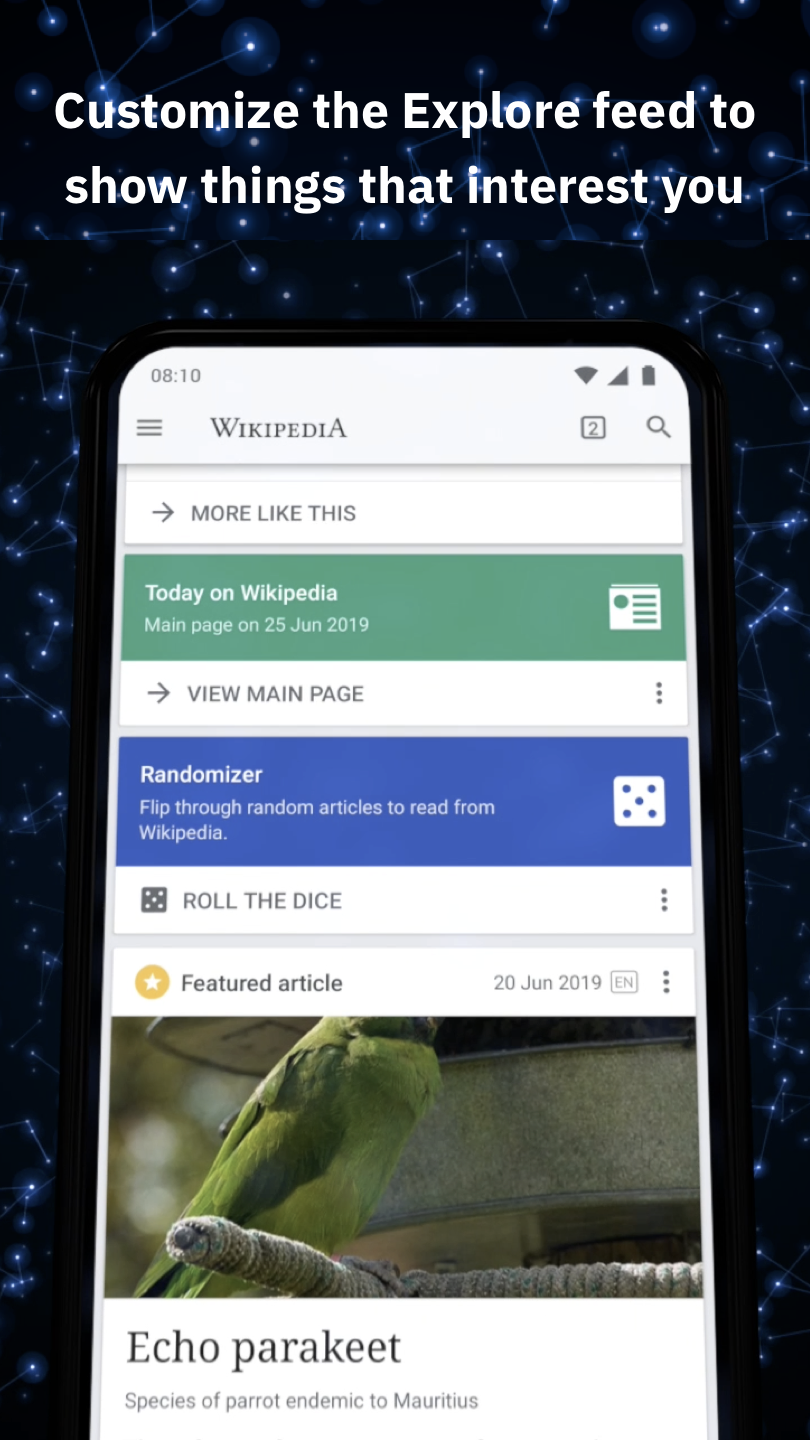 Customize the Explore feed to
show things that interest you
08:10
WIKIPEDIA
2
MORE LIKE THIS
Today on Wikipedia
Main page on 25 Jun 2019
VIEW MAIN PAGE
Randomizer
Flip through random articles to read from
Wikipedia.
ROLL THE DICE
Featured article
20 Jun 2019 EN
Echo parakeet
Species of parrot endemic to Mauritius